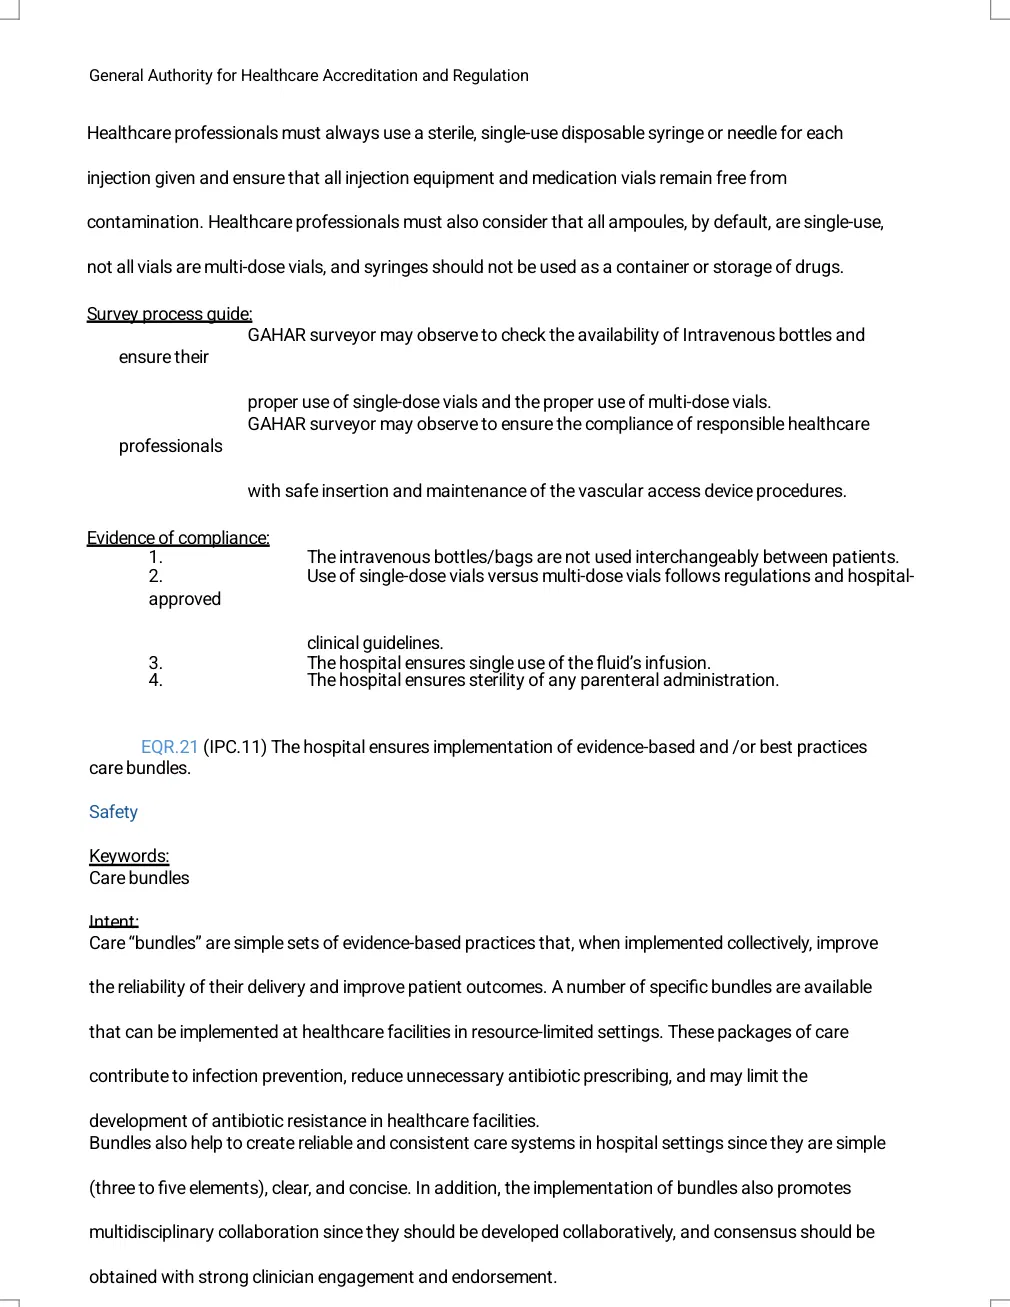 General Authority for Healthcare Accreditation and Regulation
Healthcare professionals must always use a sterile, single-use disposable syringe or needle for each
injection given and ensure that all injection equipment and medication vials remain free from
contamination. Healthcare professionals must also consider that all ampoules, by default, are single-use,
not all vials are multi-dose vials, and syringes should not be used as a container or storage of drugs.
Survey process guide:
GAHAR surveyor may observe to check the availability of Intravenous bottles and
ensure their
proper use of single-dose vials and the proper use of multi-dose vials.
GAHAR surveyor may observe to ensure the compliance of responsible healthcare
professionals
with safe insertion and maintenance of the vascular access device procedures.
Evidence of compliance:
1. The intravenous bottles/bags are not used interchangeably between patients.
2. Use of single-dose vials versus multi-dose vials follows regulations and hospital-
approved
clinical guidelines.
3. The hospital ensures single use of the fluid’s infusion.
4. The hospital ensures sterility of any parenteral administration.
EQR.21 (IPC.11) The hospital ensures implementation of evidence-based and /or best practices
care bundles.
Safety
Keywords:
Care bundles
Intent:
Care “bundles” are simple sets of evidence-based practices that, when implemented collectively, improve
the reliability of their delivery and improve patient outcomes. A number of specific bundles are available
that can be implemented at healthcare facilities in resource-limited settings. These packages of care
contribute to infection prevention, reduce unnecessary antibiotic prescribing, and may limit the
development of antibiotic resistance in healthcare facilities.
Bundles also help to create reliable and consistent care systems in hospital settings since they are simple
(three to five elements), clear, and concise. In addition, the implementation of bundles also promotes
multidisciplinary collaboration since they should be developed collaboratively, and consensus should be
obtained with strong clinician engagement and endorsement.